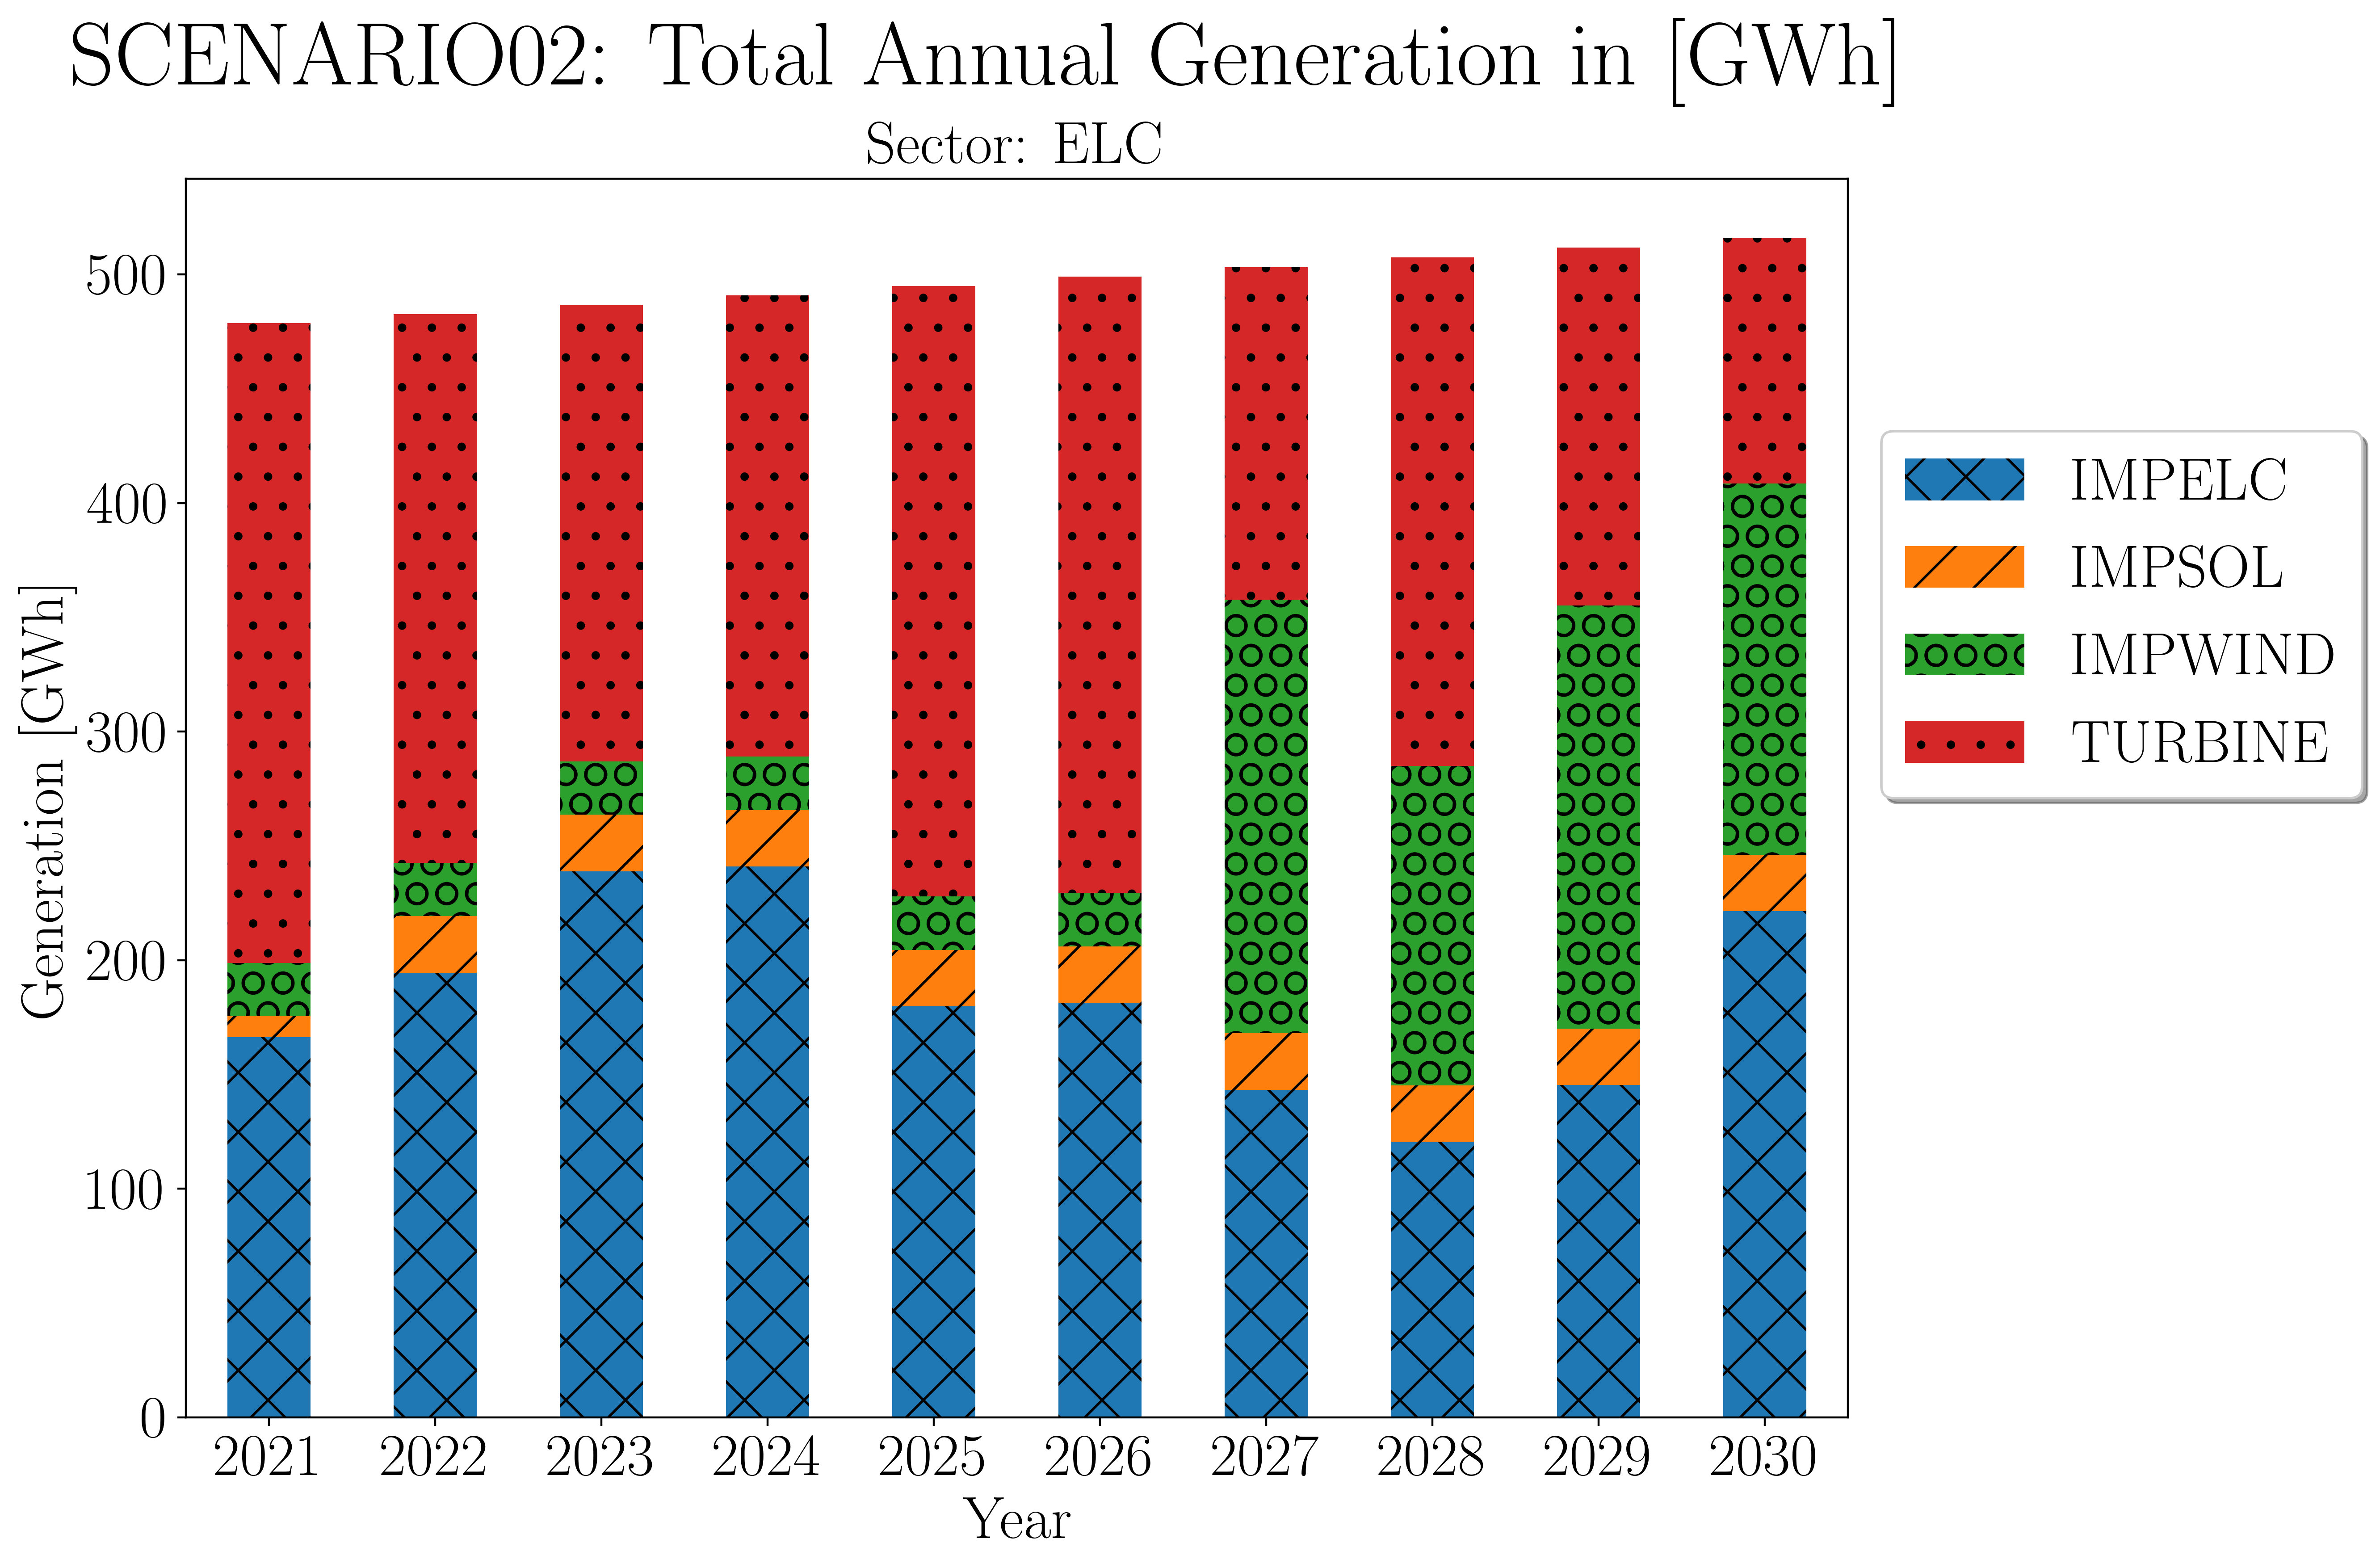 SCENARIO02: Total Annual Generation in [GWh]
Sector: ELC
Generation [GWh]
500
400
300
200
100
0
2021 2022 2023 2024 2025 2026 2027 2028 2029 2030
Year
IMPELC
IMPSOL
IMPWIND
TURBINE